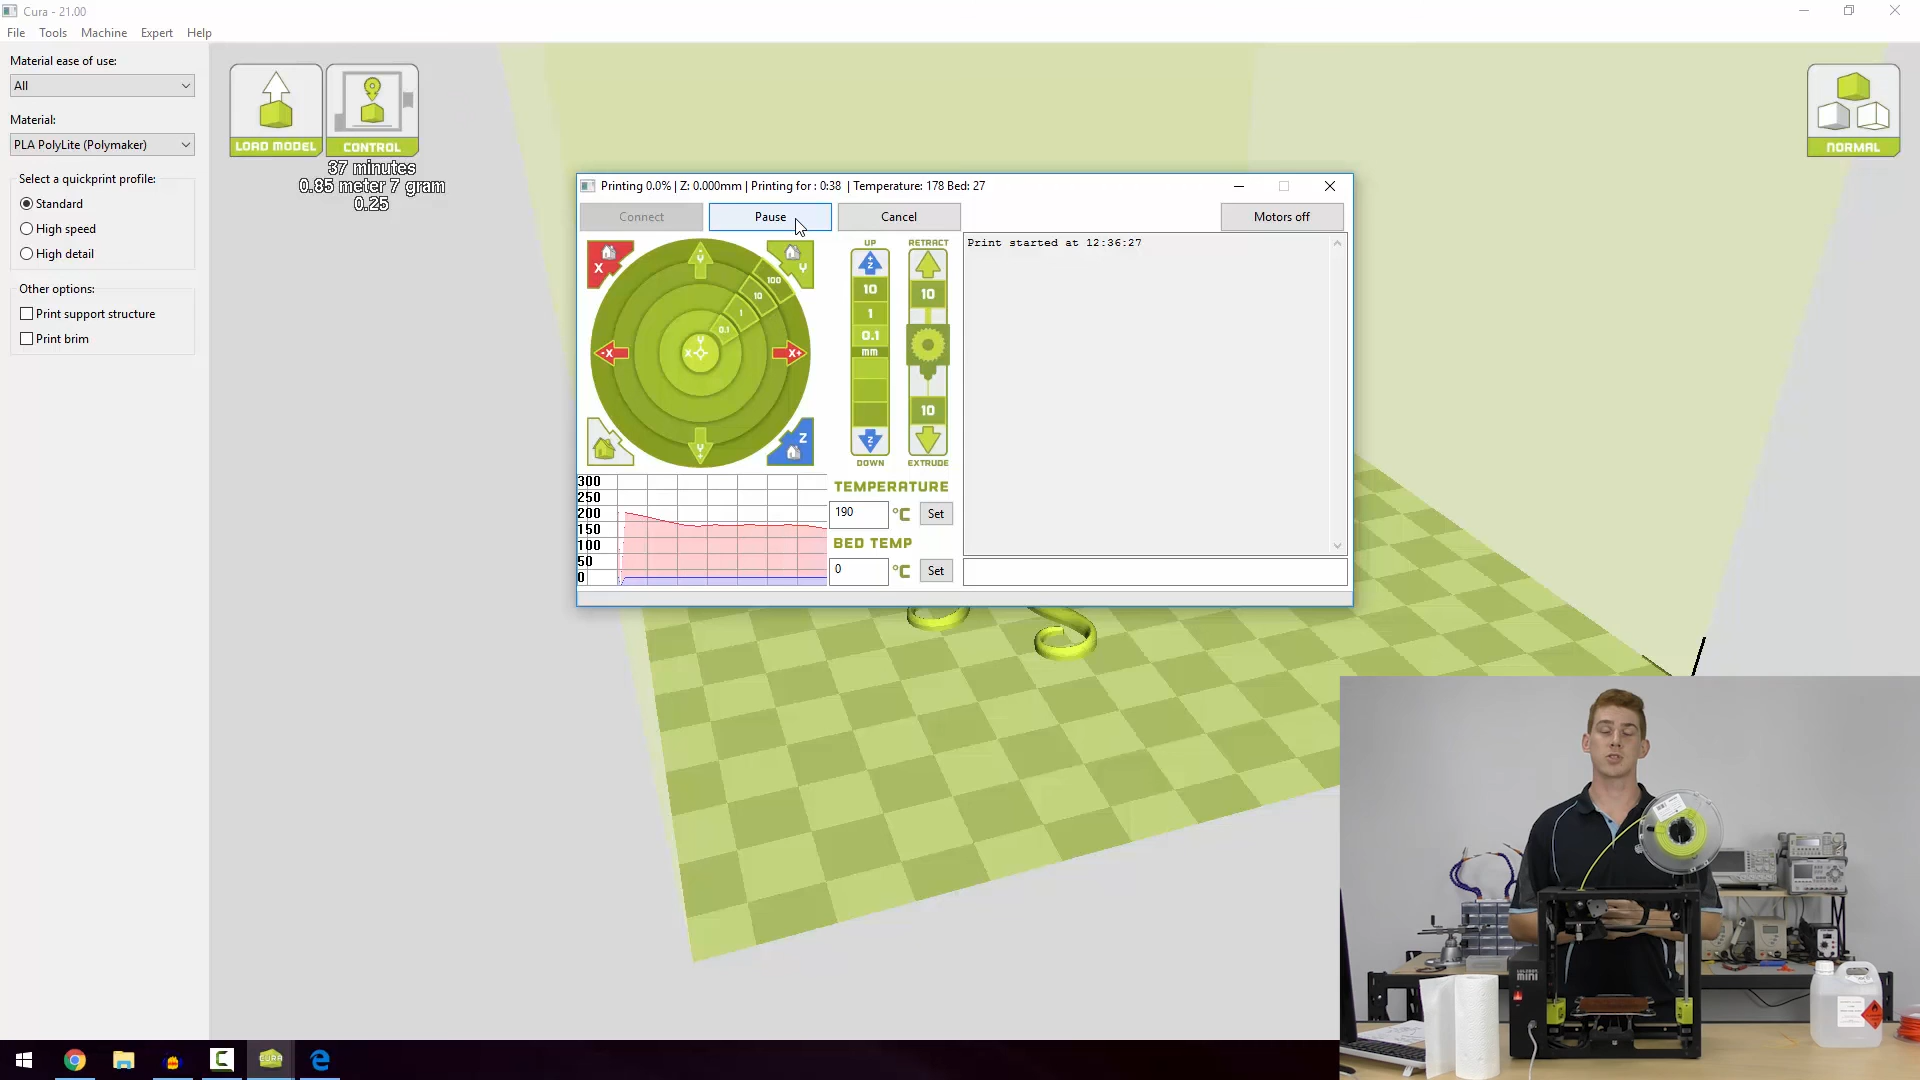 Cura - 21.00
File Tools Machine Expert Help
Material ease of use:
All
Material:
PLA PolyLite (Polymaker)
Select a quickprint profile:
Standard
High speed
High detail
Other options:
Print support structure
Print brim
LOAD MODEL
CONTROL
37 minutes
0.85 meter 7 gram
0.25
NORMAL
Printing 0.0% | Z: 0.000mm | Printing for : 0:38 | Temperature: 178 Bed: 27
Connect
Pause
Cancel
Motors off
Print started at 12:36:27
X
Y
-Y
100
10
1
0.1
-X
Y
X
X+
Y+
Z
UP
+Z
10
1
0.1
mm
Z-
DOWN
RETRACT
10
10
EXTRUDE
300
250
200
150
100
50
0
TEMPERATURE
190 °C Set
BED TEMP
0 °C Set
CURA
MINI